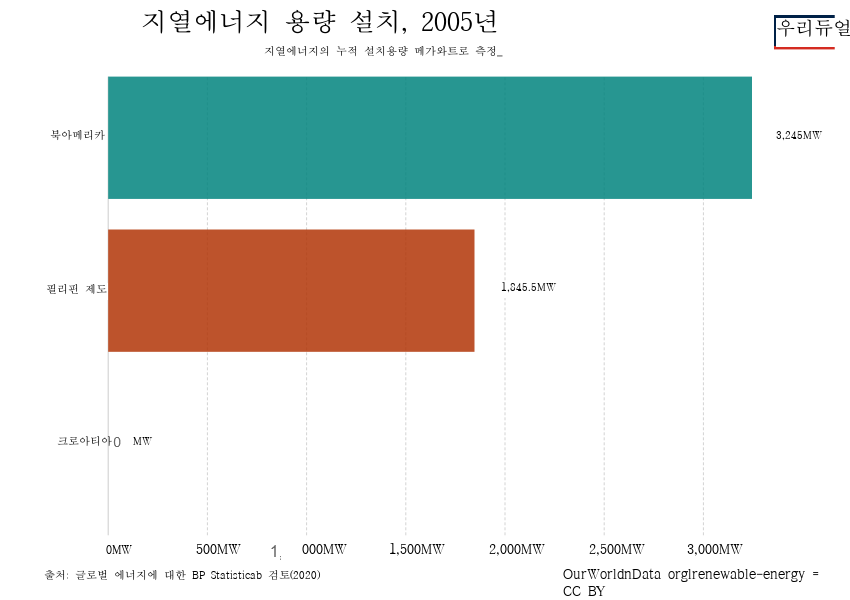 지열에너지 용량 설치, 2005년
우리듀얼
지열에너지의 누적 설치용량 메가와트로 측정_
북아메리카 3,245MW
필리핀 제도 1,845.5MW
크로아티아 0 MW
0MW 500MW 1, 000MW 1,500MW 2,000MW 2,500MW 3,000MW
출처: 글로벌 에너지에 대한 BP Statisticab 검토(2020)
OurWorldnData orglrenewable-energy =
CC BY